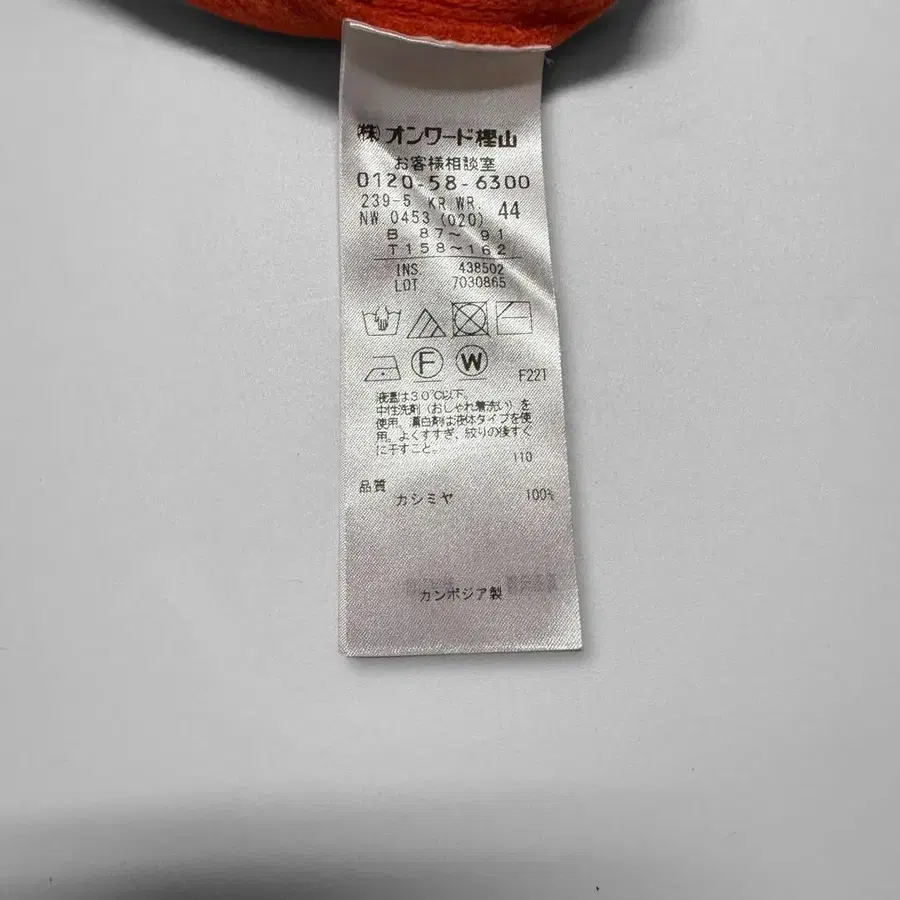 (株)オンワード樫山
お客様相談室
0120-58-6300
239-5 KR WR. 44
NW.0453 (020)
B 87〜 91
T158〜162
INS. 438502
LOT 7030865
F
W
F221
液温は30℃以下。
中性洗剤（おしゃれ着洗い）を
使用。漂白剤は液体タイプを使
用。よくすすぎ、絞りの後すぐ
に干すこと。
110
品質
カシミヤ 100%
カンボジア製